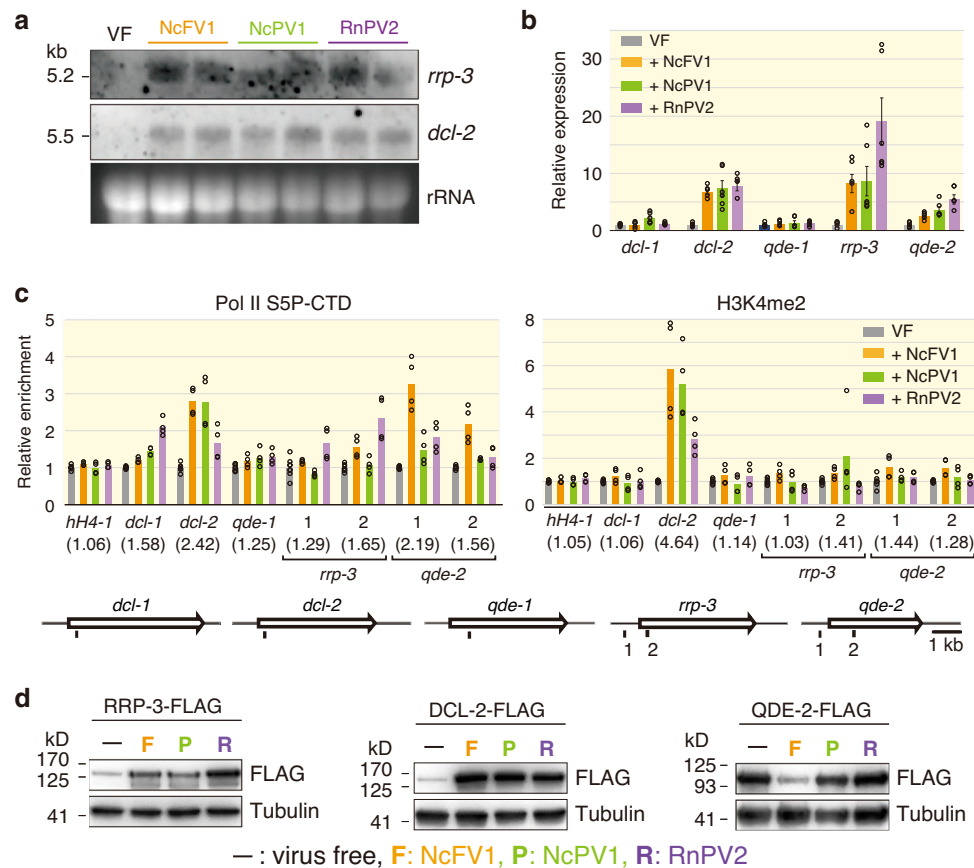 a
VF NcFV1 NcPV1 RnPV2
kb
5.2 rrp-3
5.5 dcl-2
rRNA
b
Relative expression
30
20
10
0
VF
+ NcFV1
+ NcPV1
+ RnPV2
dcl-1 dcl-2 qde-1 rrp-3 qde-2
c
Pol II S5P-CTD
Relative enrichment
5
4
3
2
1
0
hH4-1 dcl-1 dcl-2 qde-1 1 2 1 2
(1.06) (1.58) (2.42) (1.25) (1.29) (1.65) (2.19) (1.56)
rrp-3 qde-2
H3K4me2
8
6
4
2
0
VF
+ NcFV1
+ NcPV1
+ RnPV2
hH4-1 dcl-1 dcl-2 qde-1 1 2 1 2
(1.05) (1.06) (4.64) (1.14) (1.03) (1.41) (1.44) (1.28)
rrp-3 qde-2
dcl-1 dcl-2 qde-1 rrp-3 qde-2
1 2 1 2 1 kb
d
RRP-3-FLAG
kD — F P R
170
125 FLAG
41 Tubulin
DCL-2-FLAG
kD — F P R
170
125 FLAG
41 Tubulin
QDE-2-FLAG
kD — F P R
125
93 FLAG
41 Tubulin
— : virus free, F: NcFV1, P: NcPV1, R: RnPV2